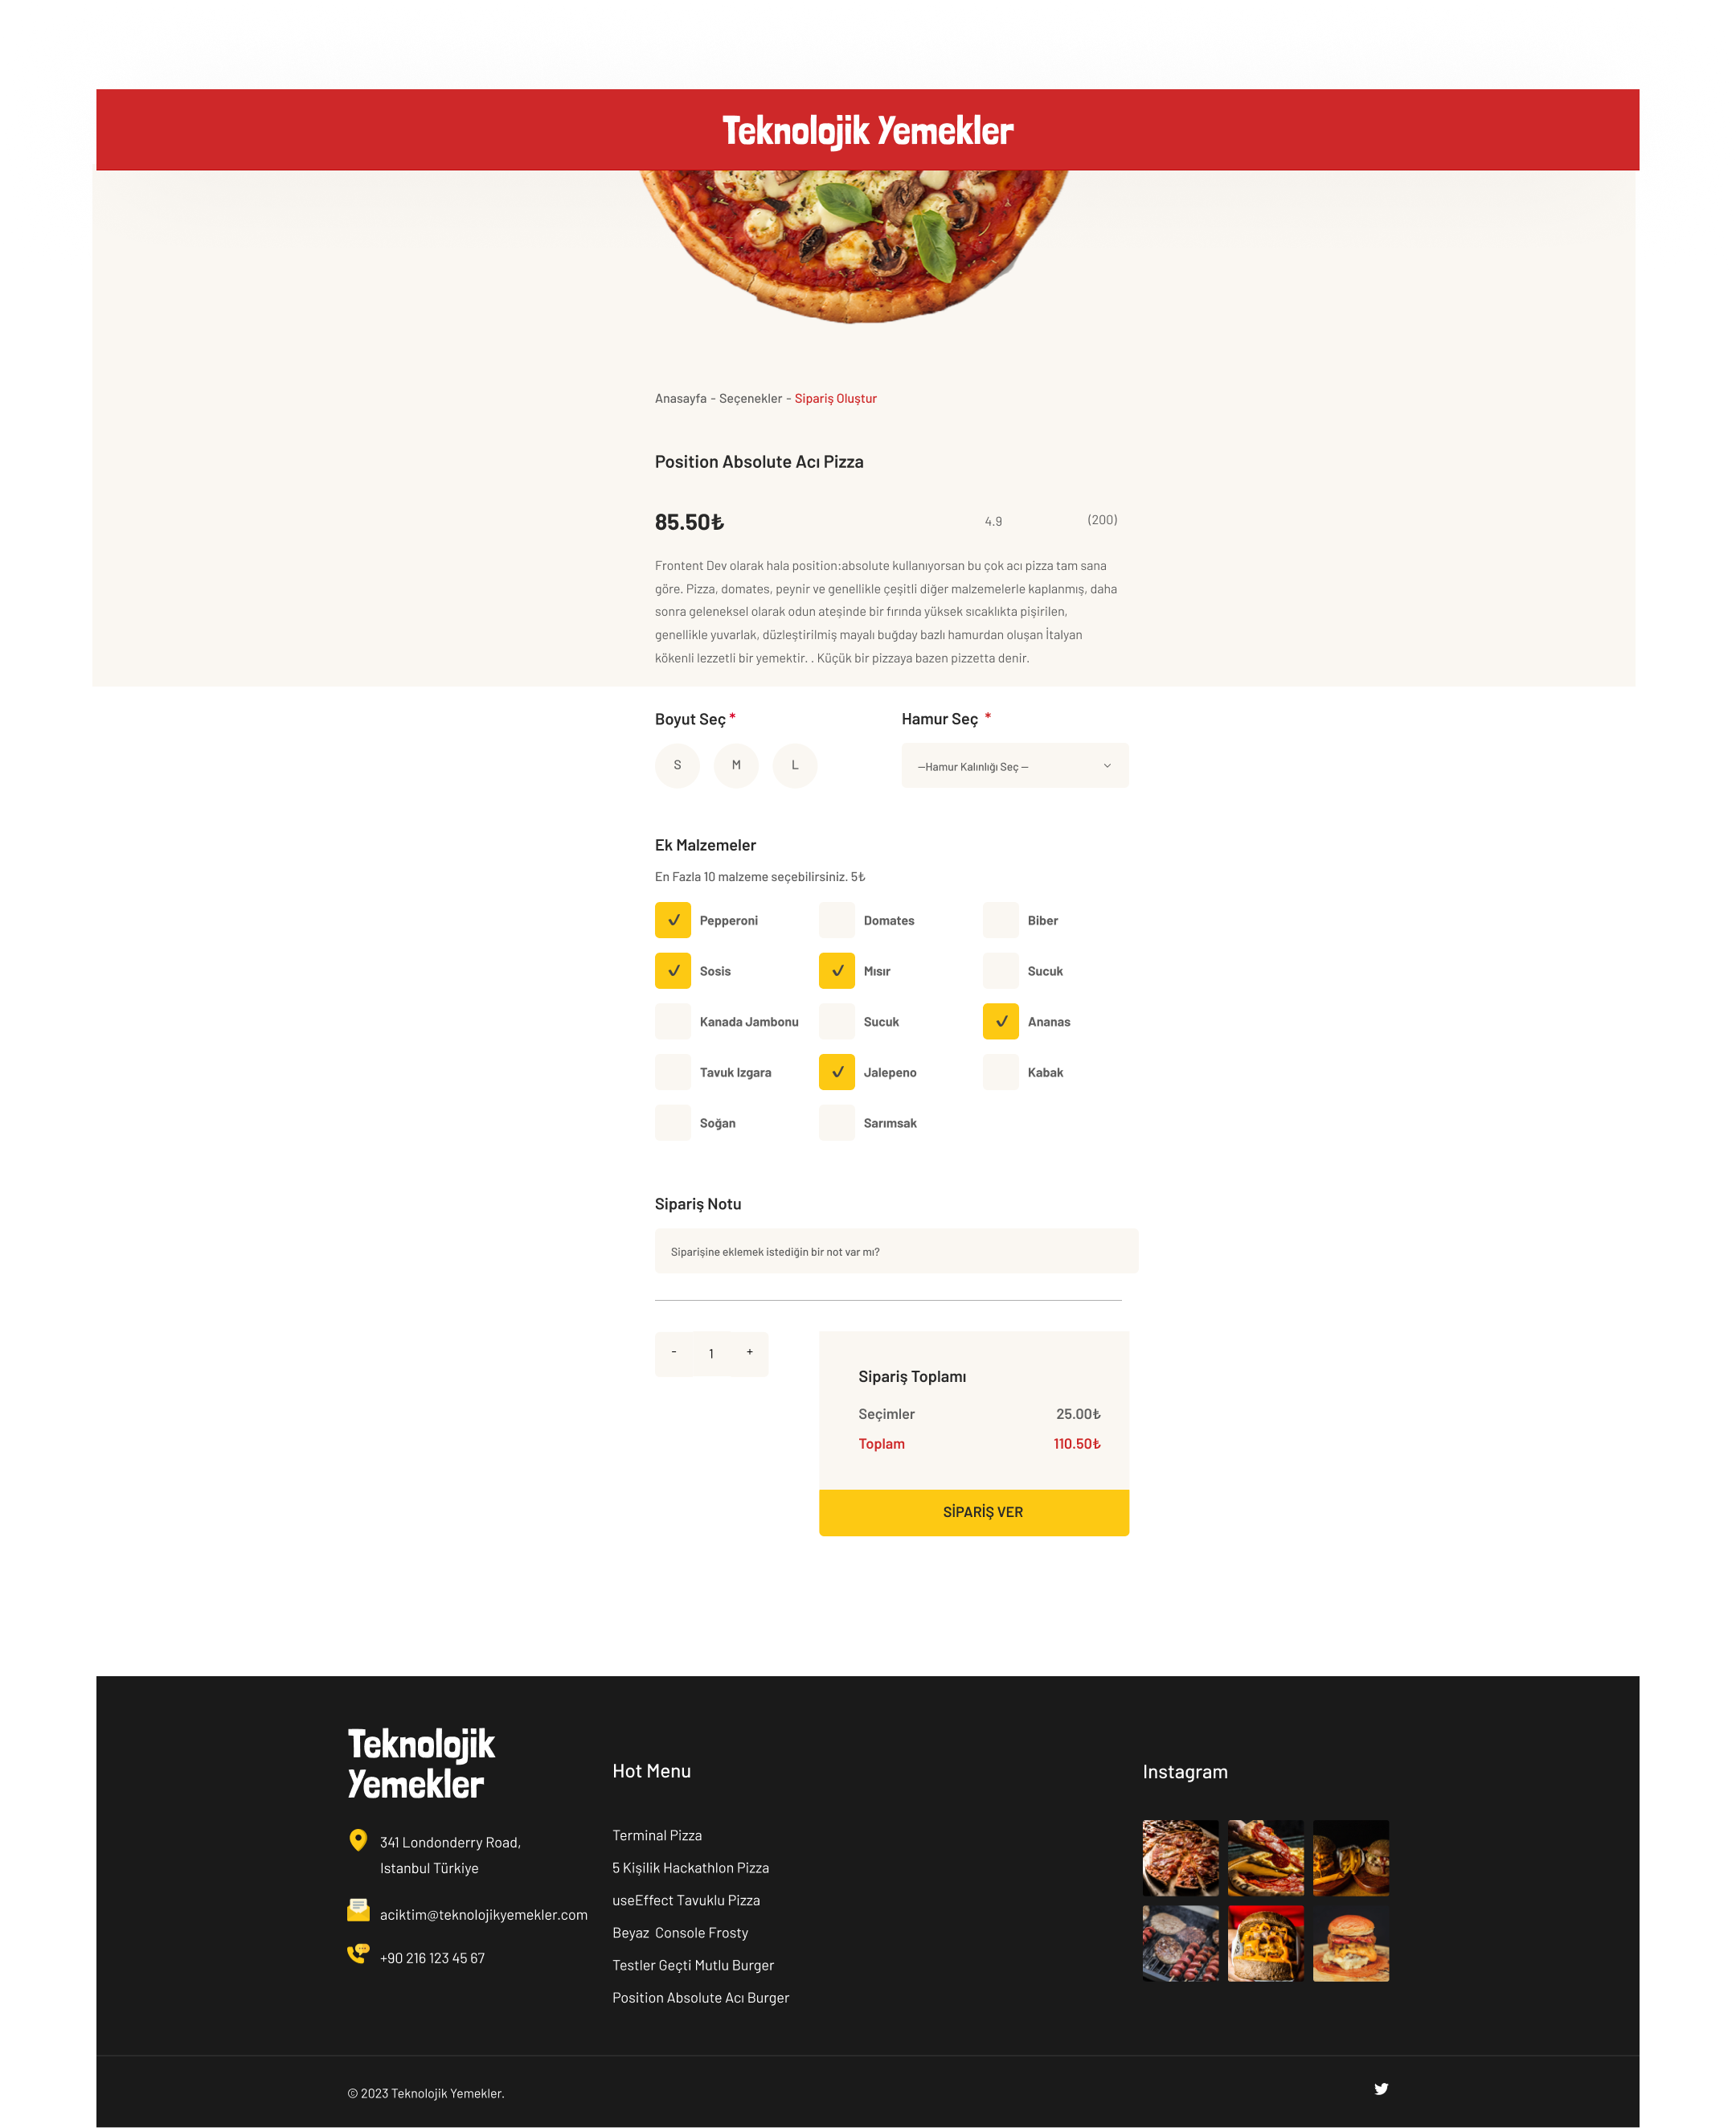 Teknolojik Yemekler
Anasayfa - Seçenekler - Sipariş Oluştur
Position Absolute Acı Pizza
85.50₺ 4.9 (200)
Frontent Dev olarak hala position:absolute kullanıyorsan bu çok acı pizza tam sana
göre. Pizza, domates, peynir ve genellikle çeşitli diğer malzemelerle kaplanmış, daha
sonra geleneksel olarak odun ateşinde bir fırında yüksek sıcaklıkta pişirilen,
genellikle yuvarlak, düzleştirilmiş mayalı buğday bazlı hamurdan oluşan İtalyan
kökenli lezzetli bir yemektir. . Küçük bir pizzaya bazen pizzetta denir.
Boyut Seç * Hamur Seç *
S M L —Hamur Kalınlığı Seç —
Ek Malzemeler
En Fazla 10 malzeme seçebilirsiniz. 5₺
Pepperoni Domates Biber
Sosis Mısır Sucuk
Kanada Jambonu Sucuk Ananas
Tavuk Izgara Jalepeno Kabak
Soğan Sarımsak
Sipariş Notu
Siparişine eklemek istediğin bir not var mı?
- 1 +
Sipariş Toplamı
Seçimler 25.00₺
Toplam 110.50₺
SİPARİŞ VER
Teknolojik
Yemekler
341 Londonderry Road,
Istanbul Türkiye
aciktim@teknolojikyemekler.com
+90 216 123 45 67
Hot Menu
Terminal Pizza
5 Kişilik Hackathlon Pizza
useEffect Tavuklu Pizza
Beyaz  Console Frosty
Testler Geçti Mutlu Burger
Position Absolute Acı Burger
Instagram
© 2023 Teknolojik Yemekler.